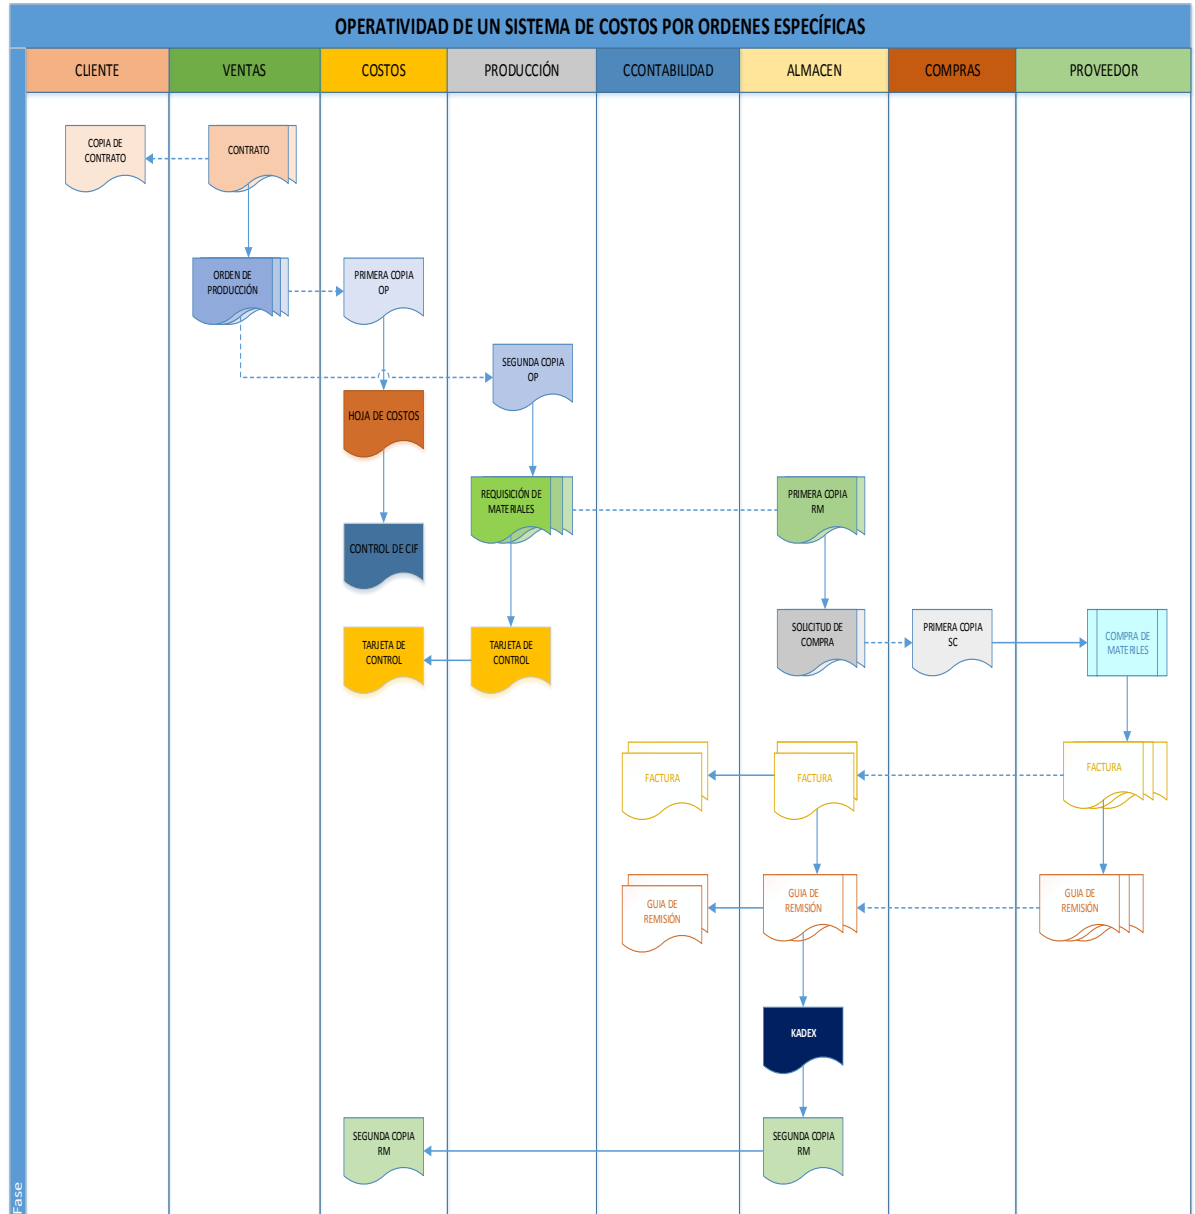 OPERATIVIDAD DE UN SISTEMA DE COSTOS POR ORDENES ESPECÍFICAS
CLIENTE
VENTAS
COSTOS
PRODUCCIÓN
CCONTABILIDAD
ALMACEN
COMPRAS
PROVEEDOR
COPIA DE
CONTRATO
CONTRATO
ORDEN DE
PRODUCCIÓN
PRIMERA COPIA
OP
SEGUNDA COPIA
OP
HOJA DE COSTOS
REQUISICIÓN DE
MATERIALES
PRIMERA COPIA
RM
CONTROL DE CIF
TARJETA DE
CONTROL
TARJETA DE
CONTROL
SOLICITUD DE
COMPRA
PRIMERA COPIA
SC
COMPRA DE
MATERILES
FACTURA
FACTURA
FACTURA
GUIA DE
REMISIÓN
GUIA DE
REMISIÓN
GUIA DE
REMISIÓN
KADEX
SEGUNDA COPIA
RM
SEGUNDA COPIA
RM
Fase